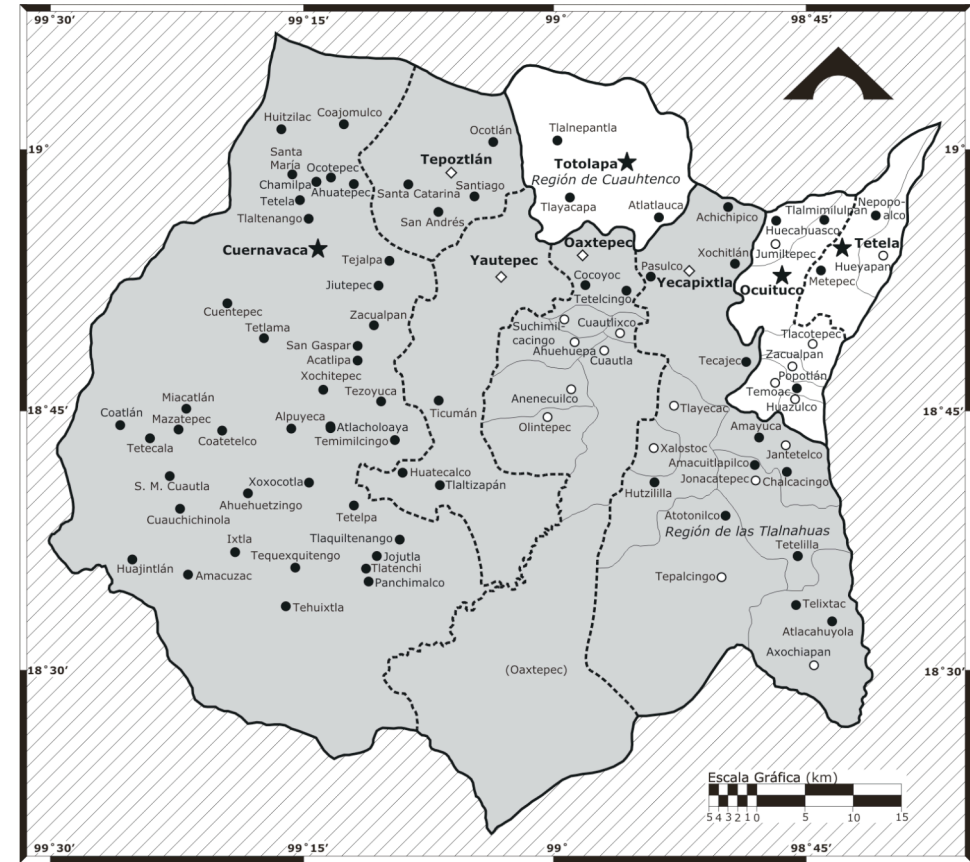 99°30′ 99°15′ 99° 98°45′
Huitzilac
Coajomulco
Ocotlán
Tlalnepantla
19°
19°
Santa
María
Ocotepec
Chamilpa
Ahuatepec
Tetela
Tlaltenango
Tepoztlán
Santa Catarina
Santiago
San Andrés
Totolapa
Región de Cuauhtenco
Tlayacapa
Atlatlauca
Achichipico
Tlalmimilulpan
Nepopo-
alco
Huecahuasco
Cuernavaca
Tejalpa
Jiutepec
Yautepec
Oaxtepec
Cocoyoc
Tetelcingo
Pasulco
Xochitlán
Yecapixtla
Jumiltepec
Ocuituco
Tetela
Hueyapan
Metepec
Cuentepec
Tetlama
Zacualpan
San Gaspar
Acatlipa
Xochitepec
Tezoyuca
Suchimil-
cacingo
Cuautlixco
Ahuehuepa
Cuautla
Anenecuilco
Olintepec
Tlacotepec
Zacualpan
Popotlán
Temoac
Huazulco
Tecajec
18°45′
18°45′
Miacatlán
Coatlán
Mazatepec
Tetecala
Coatetelco
Alpuyeca
Atlacholoaya
Temimilcingo
Ticumán
Tlayecac
Amayuca
Jantetelco
Xalostoc
Amacuitlapilco
Jonacatepec
Chalcacingo
Hutzililla
S. M. Cuautla
Xoxocotla
Ahuehuetzingo
Cuauchichinola
Huatecalco
Tlaltizapán
Tetelpa
Atotonilco
Región de las Tlalnahuas
Tetelilla
Ixtla
Tequexquitengo
Tlaquiltenango
Jojutla
Tlatenchi
Panchimalco
Huajintlán
Amacuzac
Tehuixtla
Tepalcingo
Telixtac
Atlacahuyola
Axochiapan
18°30′
(Oaxtepec)
18°30′
Escala Gráfica (km)
5 4 3 2 1 0 5 10 15
99°30′ 99°15′ 99° 98°45′